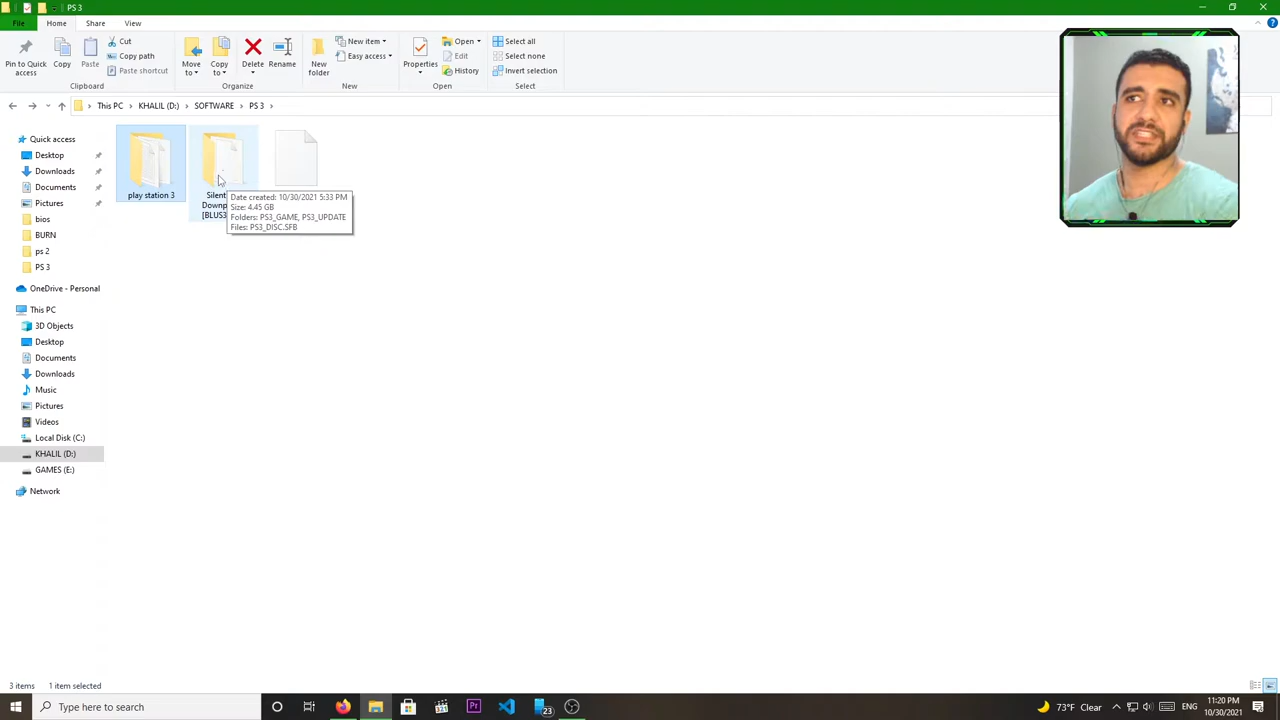 PS 3
File
Home
Share
View
Pin to Quick
access
Copy
Paste
Cut
Copy path
Paste shortcut
Clipboard
Move
to
Copy
to
Delete
Rename
Organize
New
folder
New item
Easy access
New
Properties
Open
Edit
History
Open
Select all
Select none
Invert selection
Select
This PC
KHALIL (D:)
SOFTWARE
PS 3
Quick access
Desktop
Downloads
Documents
Pictures
bios
BURN
ps 2
PS 3
OneDrive - Personal
This PC
3D Objects
Desktop
Documents
Downloads
Music
Pictures
Videos
Local Disk (C:)
KHALIL (D:)
GAMES (E:)
Network
play station 3
Silent
[BLUS3
Date created: 10/30/2021 5:33 PM
Size: 4.45 GB
Folders: PS3_GAME, PS3_UPDATE
Files: PS3_DISC.SFB
3 items
1 item selected
Type here to search
Pr
23
73°F Clear
ENG
11:20 PM
10/30/2021